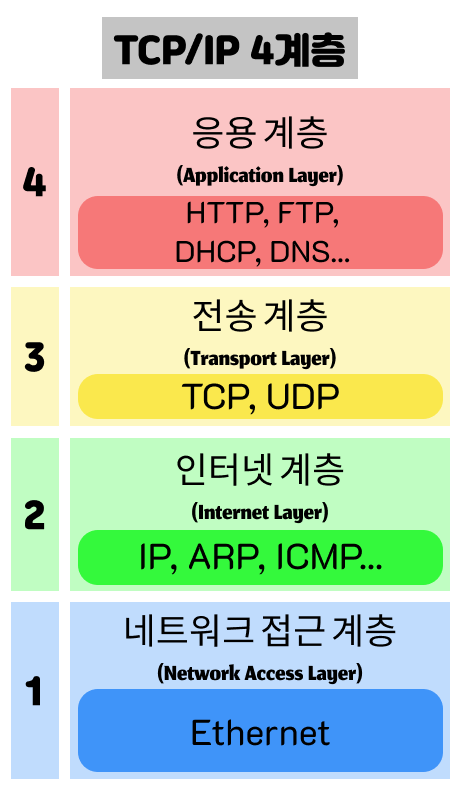 TCP/IP 4계층
4
응용 계층
(Application Layer)
HTTP, FTP,
DHCP, DNS...
3
전송 계층
(Transport Layer)
TCP, UDP
2
인터넷 계층
(Internet Layer)
IP, ARP, ICMP...
1
네트워크 접근 계층
(Network Access Layer)
Ethernet